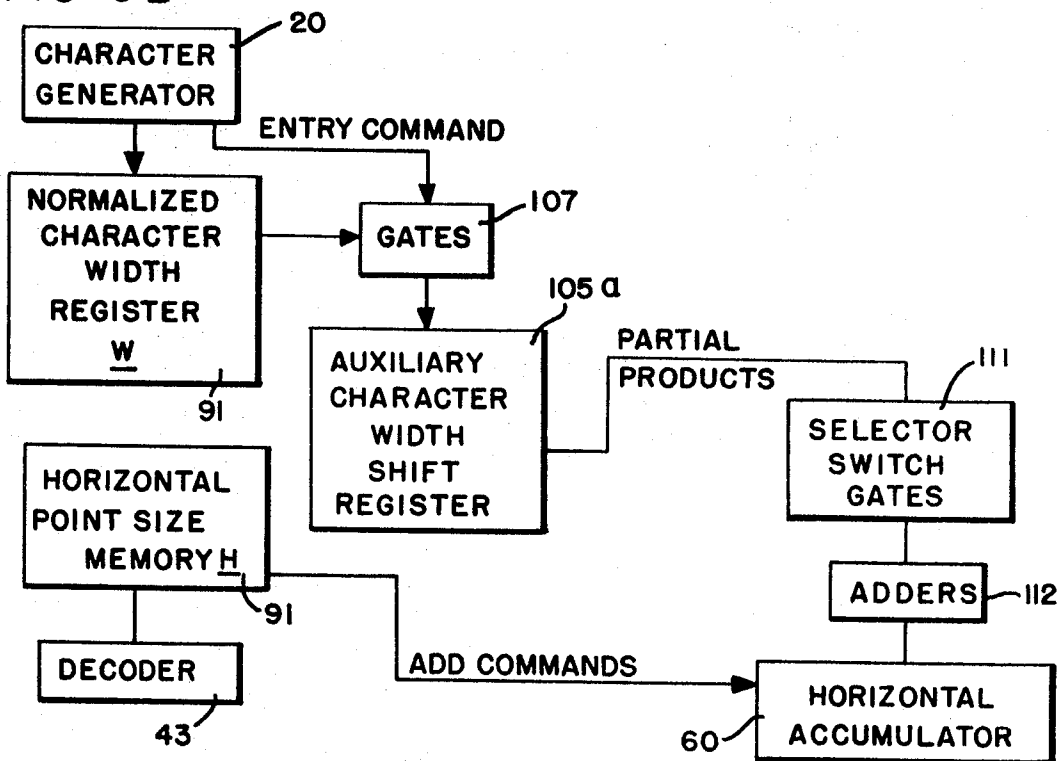 20
CHARACTER
GENERATOR
ENTRY COMMAND
NORMALIZED
CHARACTER
WIDTH
REGISTER
W
91
107
GATES
105a
AUXILIARY
CHARACTER
WIDTH
SHIFT
REGISTER
PARTIAL
PRODUCTS
111
SELECTOR
SWITCH
GATES
HORIZONTAL
POINT SIZE
MEMORY H
91
ADDERS
112
DECODER
43
ADD COMMANDS
HORIZONTAL
ACCUMULATOR
60